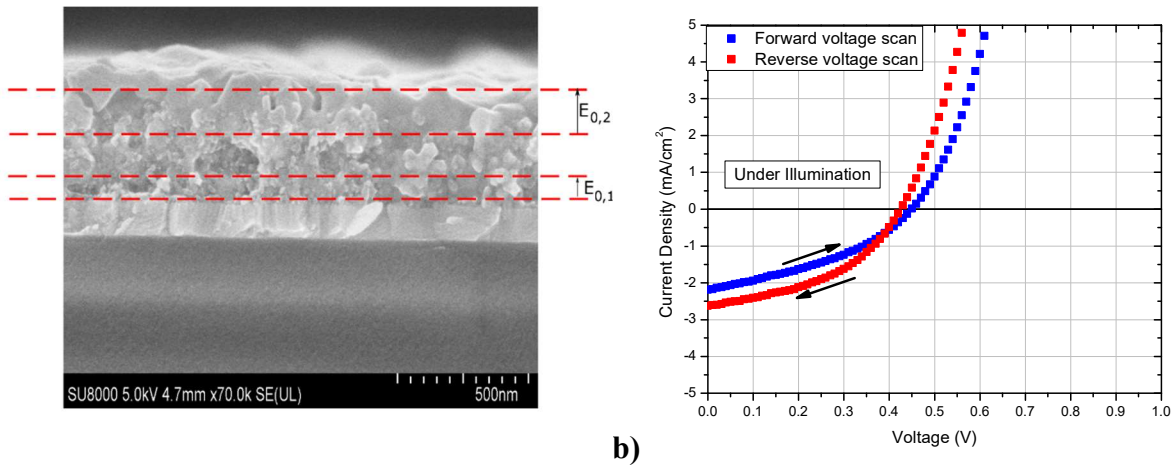 E0,2
E0,1
SU8000 5.0kV 4.7mm x70.0k SE(UL)
500nm
b)
Forward voltage scan
Reverse voltage scan
Under Illumination
Current Density (mA/cm²)
5
4
3
2
1
0
-1
-2
-3
-4
-5
0.0 0.1 0.2 0.3 0.4 0.5 0.6 0.7 0.8 0.9 1.0
Voltage (V)